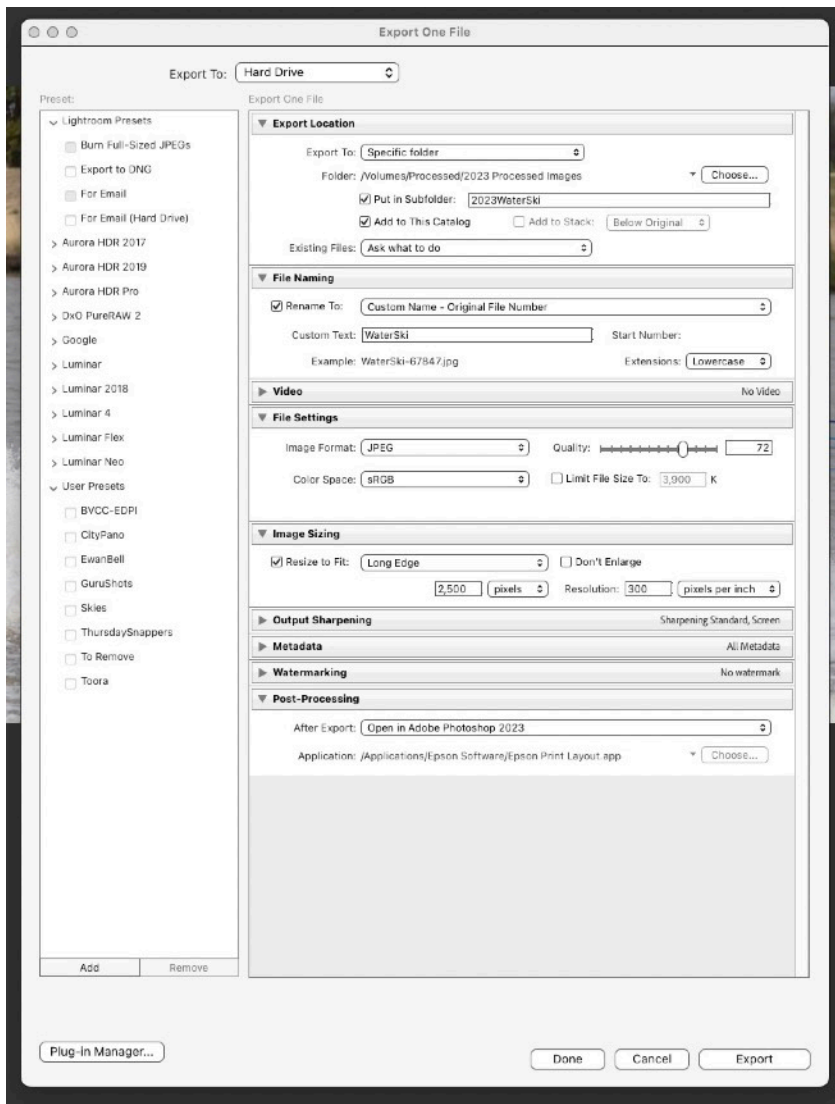 Export One File
Export To: Hard Drive
Preset:
Export One File
Lightroom Presets
Burn Full-Sized JPEGs
Export to DNG
For Email
For Email (Hard Drive)
Aurora HDR 2017
Aurora HDR 2019
Aurora HDR Pro
DxO PureRAW 2
Google
Luminar
Luminar 2018
Luminar 4
Luminar Flex
Luminar Neo
User Presets
BVCC-EDPI
CityPano
EwanBell
GuruShots
Skies
ThursdaySnappers
To Remove
Toora
Add Remove
Export Location
Export To: Specific folder
Folder: /Volumes/Processed/2023 Processed Images Choose...
Put in Subfolder: 2023WaterSki
Add to This Catalog Add to Stack: Below Original
Existing Files: Ask what to do
File Naming
Rename To: Custom Name - Original File Number
Custom Text: WaterSki Start Number:
Example: WaterSki-67847.jpg Extensions: Lowercase
Video No Video
File Settings
Image Format: JPEG Quality: 72
Color Space: sRGB Limit File Size To: 3,900 K
Image Sizing
Resize to Fit: Long Edge Don't Enlarge
2,500 pixels Resolution: 300 pixels per inch
Output Sharpening Sharpening Standard, Screen
Metadata All Metadata
Watermarking No watermark
Post-Processing
After Export: Open in Adobe Photoshop 2023
Application: /Applications/Epson Software/Epson Print Layout.app Choose...
Plug-in Manager...
Done Cancel Export